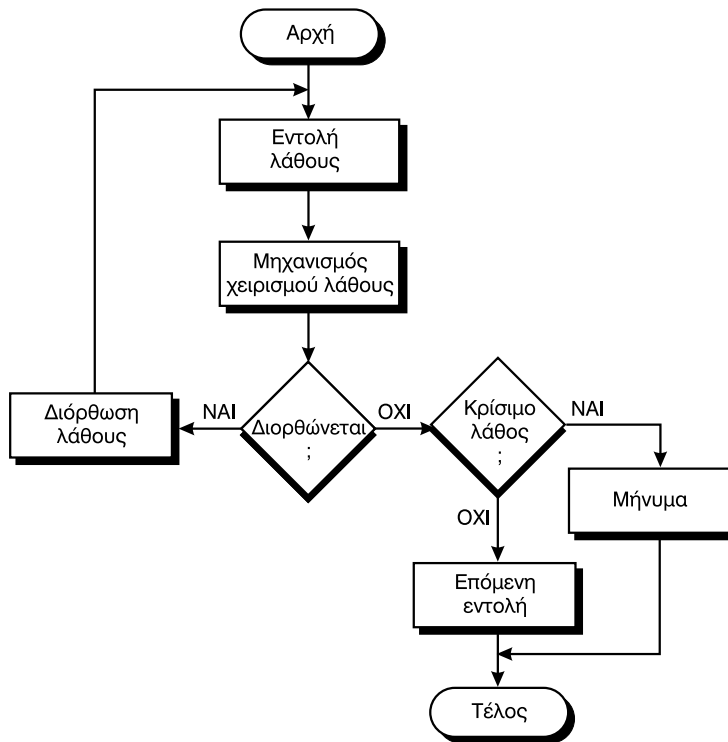 Αρχή
Εντολή
λάθους
Μηχανισμός
χειρισμού λάθους
Διόρθωση
λάθους
ΝΑΙ
Διορθώνεται
;
ΟΧΙ
Κρίσιμο
λάθος
;
ΝΑΙ
Μήνυμα
ΟΧΙ
Επόμενη
εντολή
Τέλος